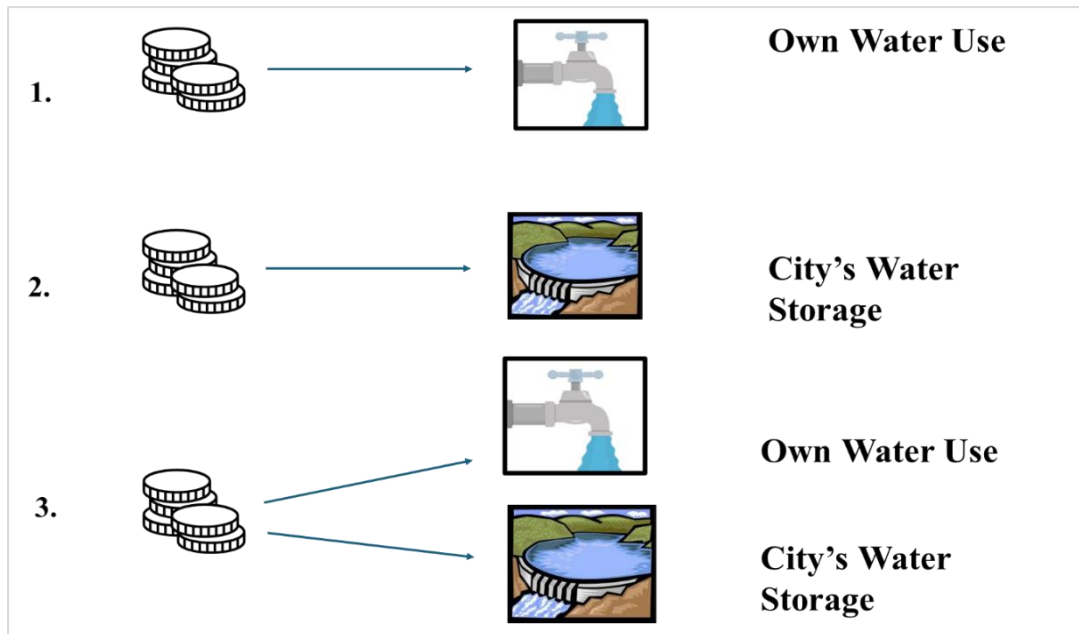 Own Water Use
1.
2.
City’s Water
Storage
Own Water Use
3.
City’s Water
Storage